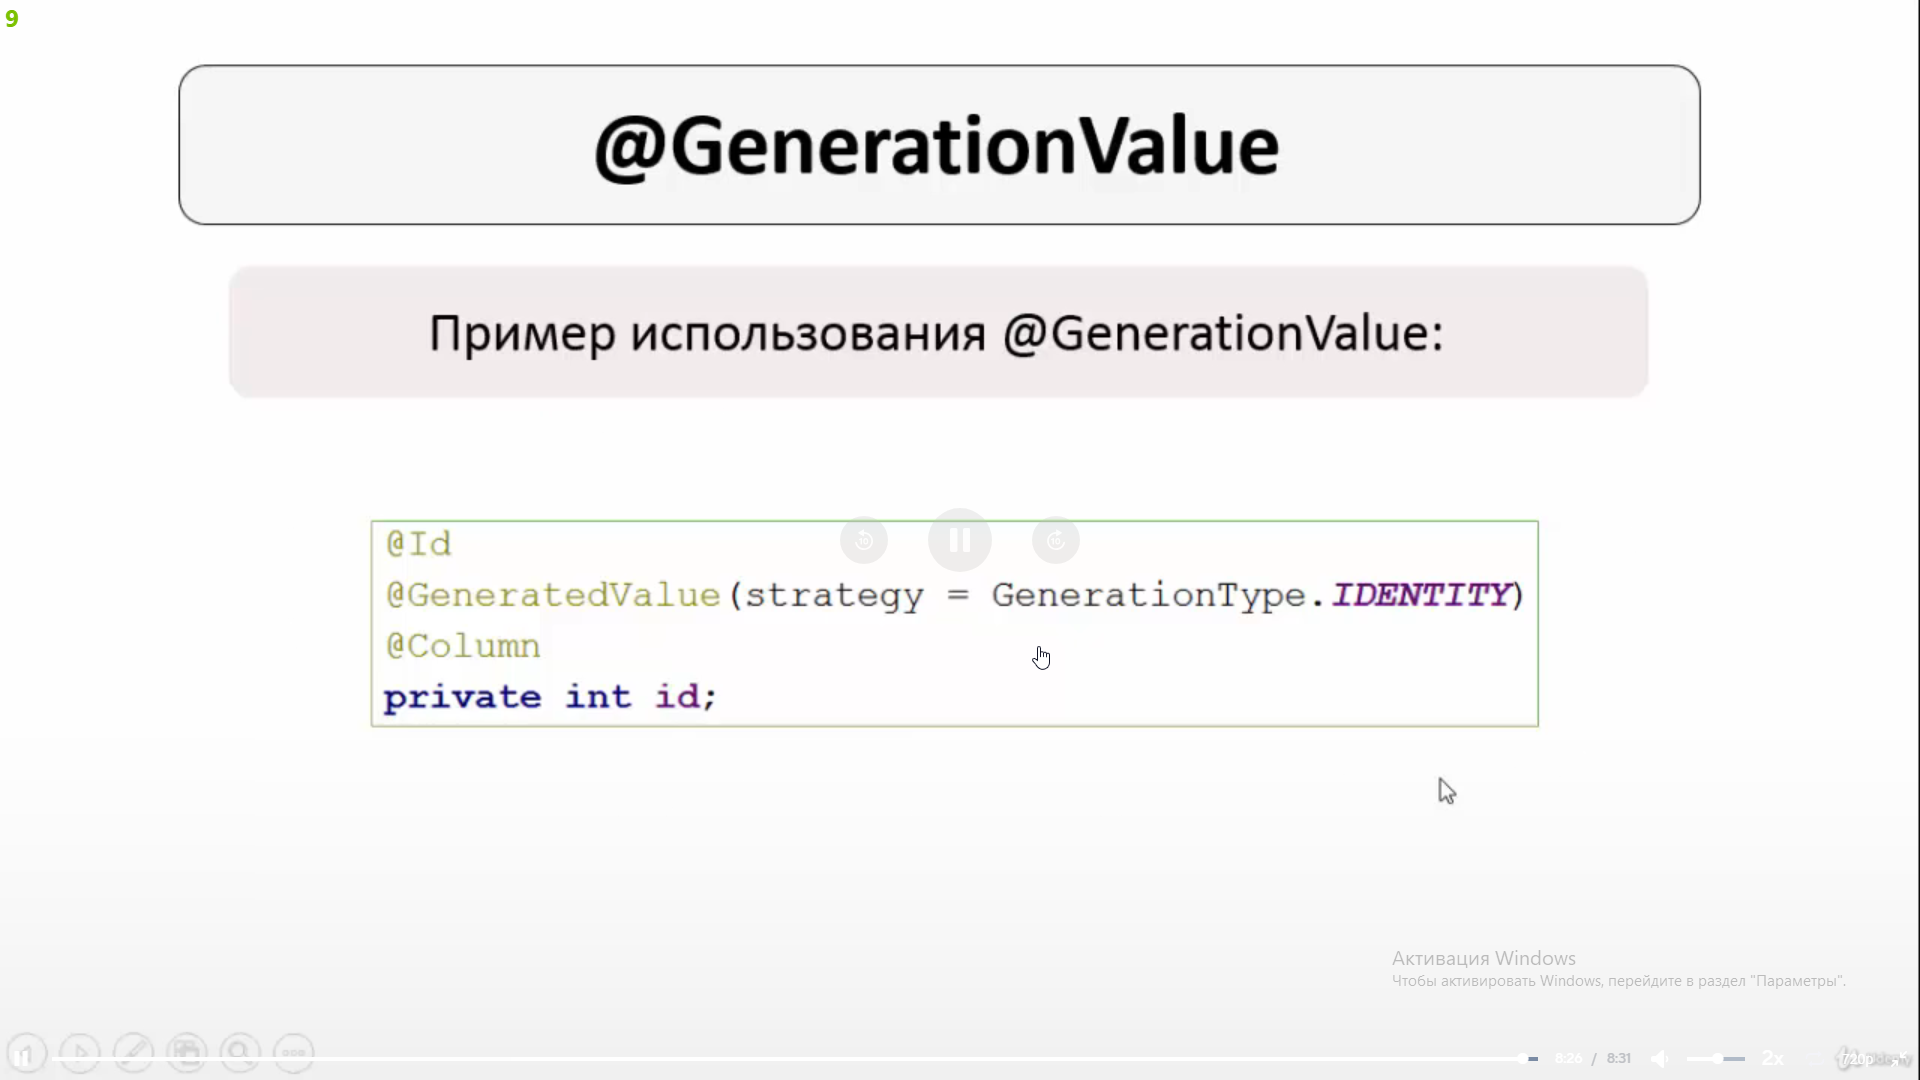 9
@GenerationValue
Пример использования @GenerationValue:
@Id
@GeneratedValue(strategy = GenerationType.IDENTITY)
@Column
private int id;
Активация Windows
Чтобы активировать Windows, перейдите в раздел "Параметры".
8:26 / 8:31
2x
720p